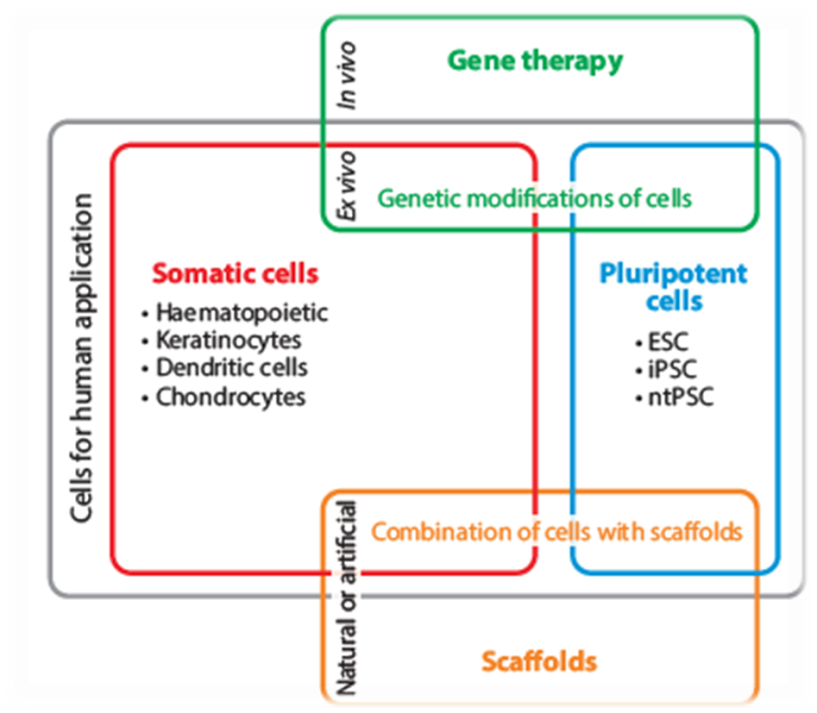 In vivo
Gene therapy
Ex vivo
Genetic modifications of cells
Cells for human application
Somatic cells
• Haematopoietic
• Keratinocytes
• Dendritic cells
• Chondrocytes
Pluripotent
cells
• ESC
• iPSC
• ntPSC
Natural or artificial
Combination of cells with scaffolds
Scaffolds